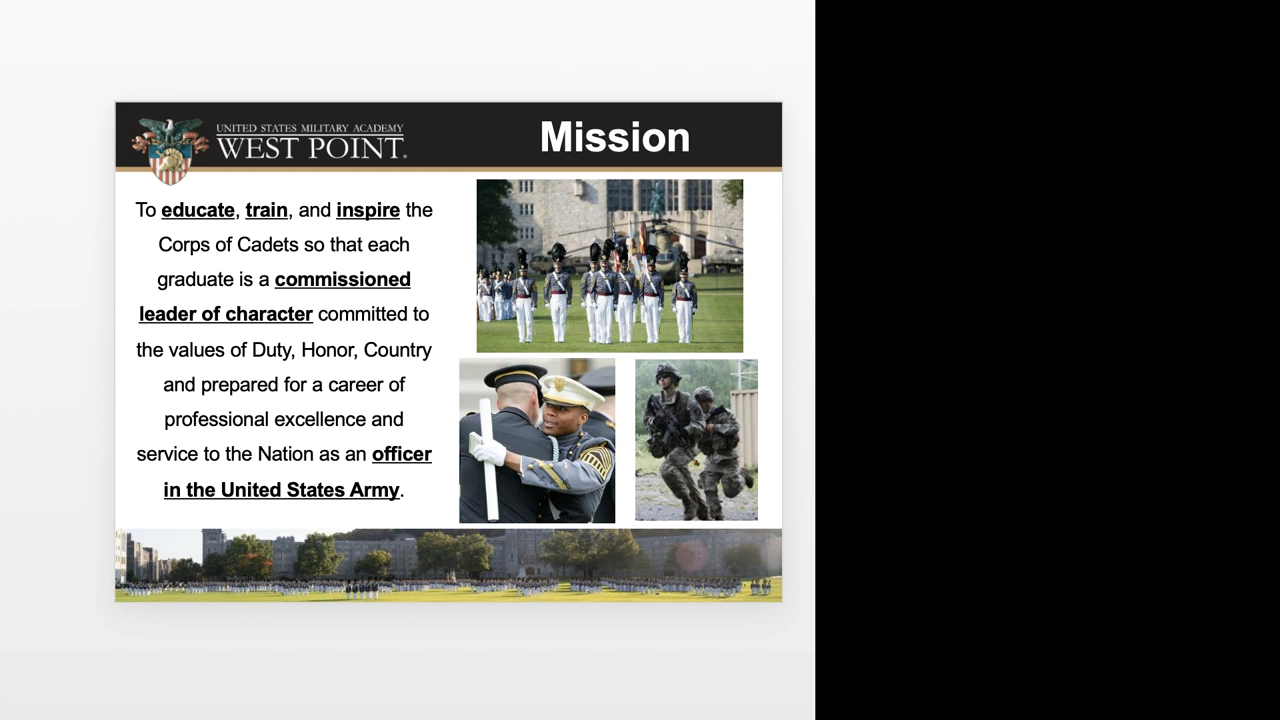 UNITED STATES MILITARY ACADEMY
WEST POINT.
Mission
To educate, train, and inspire the
Corps of Cadets so that each
graduate is a commissioned
leader of character committed to
the values of Duty, Honor, Country
and prepared for a career of
professional excellence and
service to the Nation as an officer
in the United States Army.